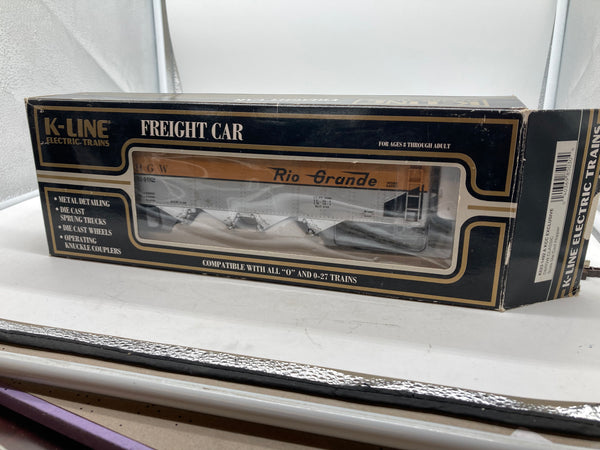 K-LINE
ELECTRIC TRAINS
FREIGHT CAR
FOR AGES 8 THROUGH ADULT
G W
Rio Grande
• METAL DETAILING
• DIE CAST
SPRUNG TRUCKS
• DIE CAST WHEELS
• OPERATING
KNUCKLE COUPLERS
COMPATIBLE WITH ALL "O" AND 0-27 TRAINS
K-LINE ELECTRIC TRAINS